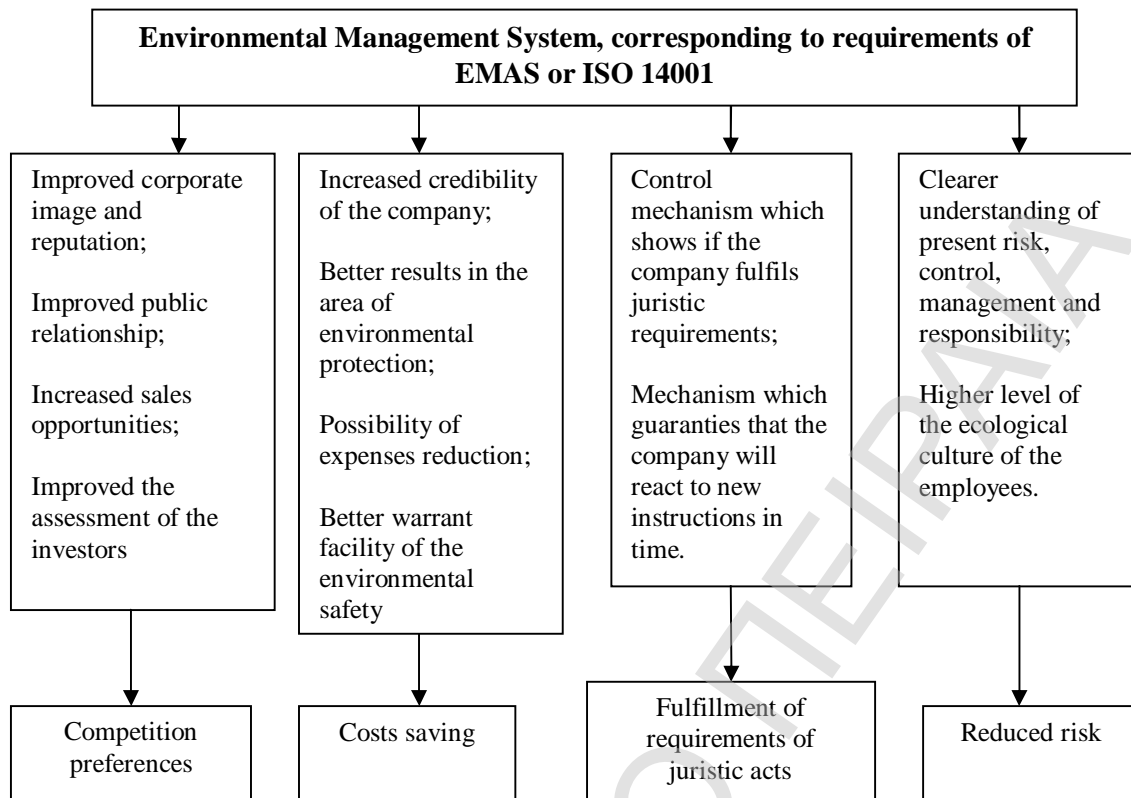 Environmental Management System, corresponding to requirements of
EMAS or ISO 14001
Improved corporate
image and
reputation;
Improved public
relationship;
Increased sales
opportunities;
Improved the
assessment of the
investors
Increased credibility
of the company;
Better results in the
area of
environmental
protection;
Possibility of
expenses reduction;
Better warrant
facility of the
environmental
safety
Control
mechanism which
shows if the
company fulfils
juristic
requirements;
Mechanism which
guaranties that the
company will
react to new
instructions in
time.
Clearer
understanding of
present risk,
control,
management and
responsibility;
Higher level of
the ecological
culture of the
employees.
Competition
preferences
Costs saving
Fulfillment of
requirements of
juristic acts
Reduced risk
Ο ΠΕΙΡΑΙΑ